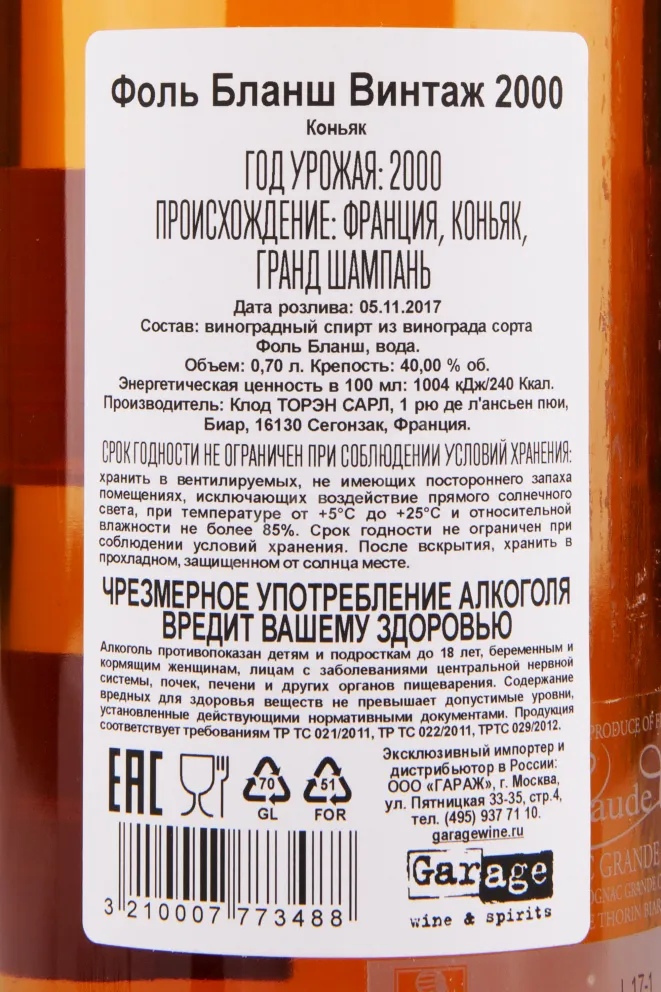 Фоль Бланш Винтаж 2000
Коньяк
ГОД УРОЖАЯ: 2000
ПРОИСХОЖДЕНИЕ: ФРАНЦИЯ, КОНЬЯК,
ГРАНД ШАМПАНЬ
Дата розлива: 05.11.2017
Состав: виноградный спирт из винограда сорта
Фоль Бланш, вода.
Объем: 0,70 л. Крепость: 40,00 % об.
Энергетическая ценность в 100 мл: 1004 кДж/240 Ккал.
Производитель: Клод ТОРЭН САРЛ, 1 рю де л'ансьен пюи,
Биар, 16130 Сегонзак, Франция.
СРОК ГОДНОСТИ НЕ ОГРАНИЧЕН ПРИ СОБЛЮДЕНИИ УСЛОВИЙ ХРАНЕНИЯ:
хранить в вентилируемых, не имеющих постороннего запаха
помещениях, исключающих воздействие прямого солнечного
света, при температуре от +5°С до +25°С и относительной
влажности не более 85%. Срок годности не ограничен при
соблюдении условий хранения. После вскрытия, хранить в
прохладном, защищенном от солнца месте.
ЧРЕЗМЕРНОЕ УПОТРЕБЛЕНИЕ АЛКОГОЛЯ
ВРЕДИТ ВАШЕМУ ЗДОРОВЬЮ
Алкоголь противопоказан детям и подросткам до 18 лет, беременным и
кормящим женщинам, лицам с заболеваниями центральной нервной
системы, почек, печени и других органов пищеварения. Содержание
вредных для здоровья веществ не превышает допустимые уровни,
установленные действующими нормативными документами. Продукция
соответствует требованиям ТР ТС 021/2011, ТР ТС 022/2011, ТРТС 029/2012.
EAC
70
GL
51
FOR
3 210007 773488
Эксклюзивный импортер и
дистрибьютор в России:
ООО «ГАРАЖ», г. Москва,
ул. Пятницкая 33-35, стр.4,
тел. (495) 937 71 10.
garagewine.ru
Garage
wine & spirits
PRODUCE OF
aude
GRANDE
COGNAC GRANDE
THORIN
L 17-1